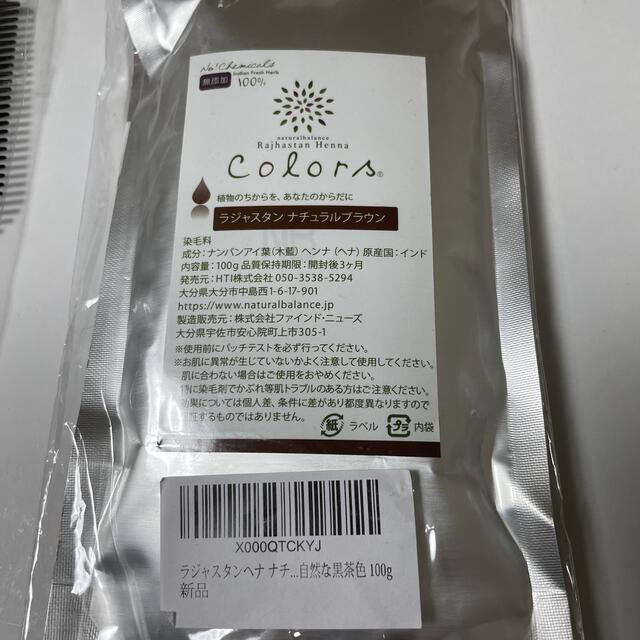 No! Chemicals
無添加
Indian Fresh Herb
100%
naturalbalance
Rajhastan Henna
colors®
植物のちからを、あなたのからだに
ラジャスタン ナチュラルブラウン
染毛料
成分:ナンバンアイ葉(木藍) ヘンナ (ヘナ) 原産国:インド
内容量:100g 品質保持期限:開封後3ヶ月
発売元:HTI株式会社 050-3538-5294
大分県大分市中島西1-6-17-901
https://www.naturalbalance.jp
製造販売元:株式会社ファインド・ニューズ
大分県宇佐市安心院町上市305-1
※使用前にパッチテストを必ず行ってください。
※お肌に異常が生じていないかよく注意して使用してください。
肌に合わない場合はご使用をおやめください。
に染毛剤でかぶれ等肌トラブルのある方はご注意ください。
効果については個人差、条件に差があり都度異なりますので
するものではありません。
紙 ラベル プラ 内袋
X000QTCKYJ
ラジャスタンヘナ ナチ...自然な黒茶色 100g
新品